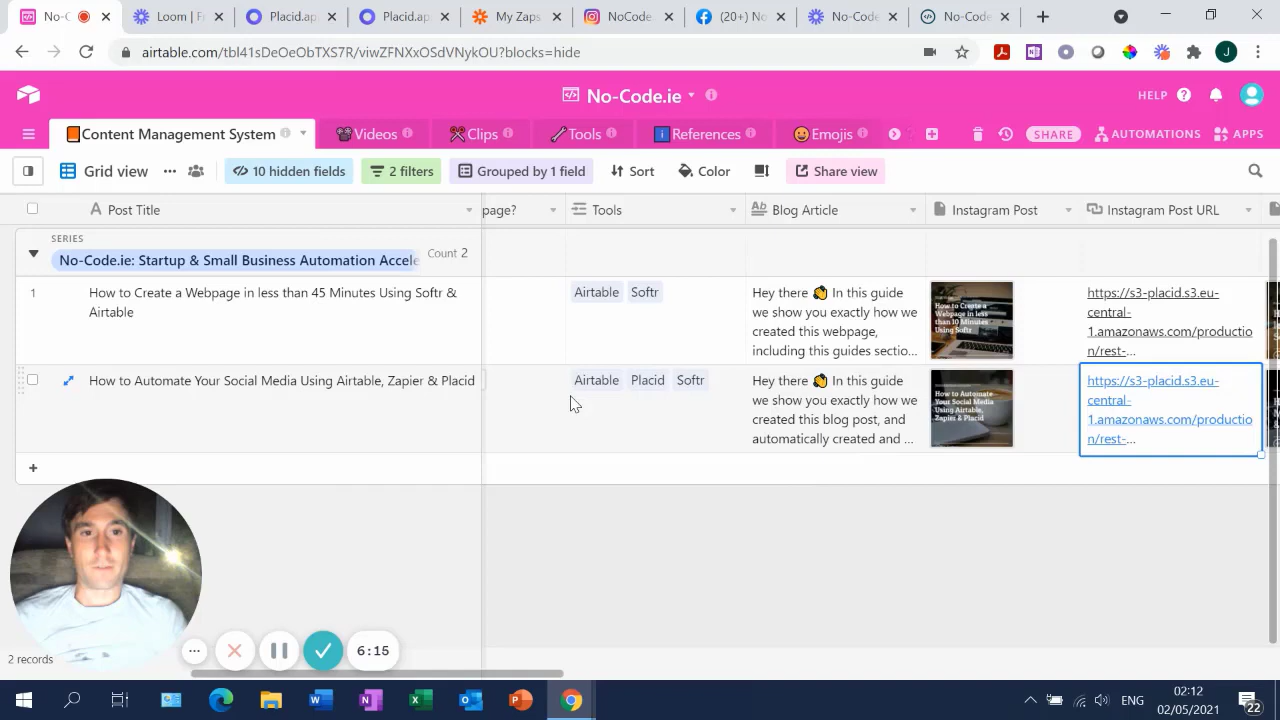 No-Code
Loom | F
Placid.ap
Placid.ap
My Zaps
NoCode
(20+) No
No-Code
No-Code
airtable.com/tbl41sDeOeObTXS7R/viwZFNXxOSdVNykOU?blocks=hide
J
No-Code.ie
HELP
Content Management System
Videos
Clips
Tools
References
Emojis
SHARE
AUTOMATIONS
APPS
Grid view
10 hidden fields
2 filters
Grouped by 1 field
Sort
Color
Share view
Post Title
page?
Tools
Blog Article
Instagram Post
Instagram Post URL
SERIES
No-Code.ie: Startup & Small Business Automation Accele
Count 2
1
How to Create a Webpage in less than 45 Minutes Using Softr &
Airtable
Airtable
Softr
Hey there 👋 In this guide
we show you exactly how we
created this webpage,
including this guides sectio...
How to Create a
Webpage in less
than 10 Minutes
Using Softr
https://s3-placid.s3.eu-
central-
1.amazonaws.com/productio
n/rest-...
How to Automate Your Social Media Using Airtable, Zapier & Placid
Airtable
Placid
Softr
Hey there 👋 In this guide
we show you exactly how we
created this blog post, and
automatically created and ...
How to Automate
Your Social Media
Using Airtable,
Zapier & Placid
https://s3-placid.s3.eu-
central-
1.amazonaws.com/productio
n/rest-...
+
2 records
6:15
ENG
02:12
02/05/2021
22